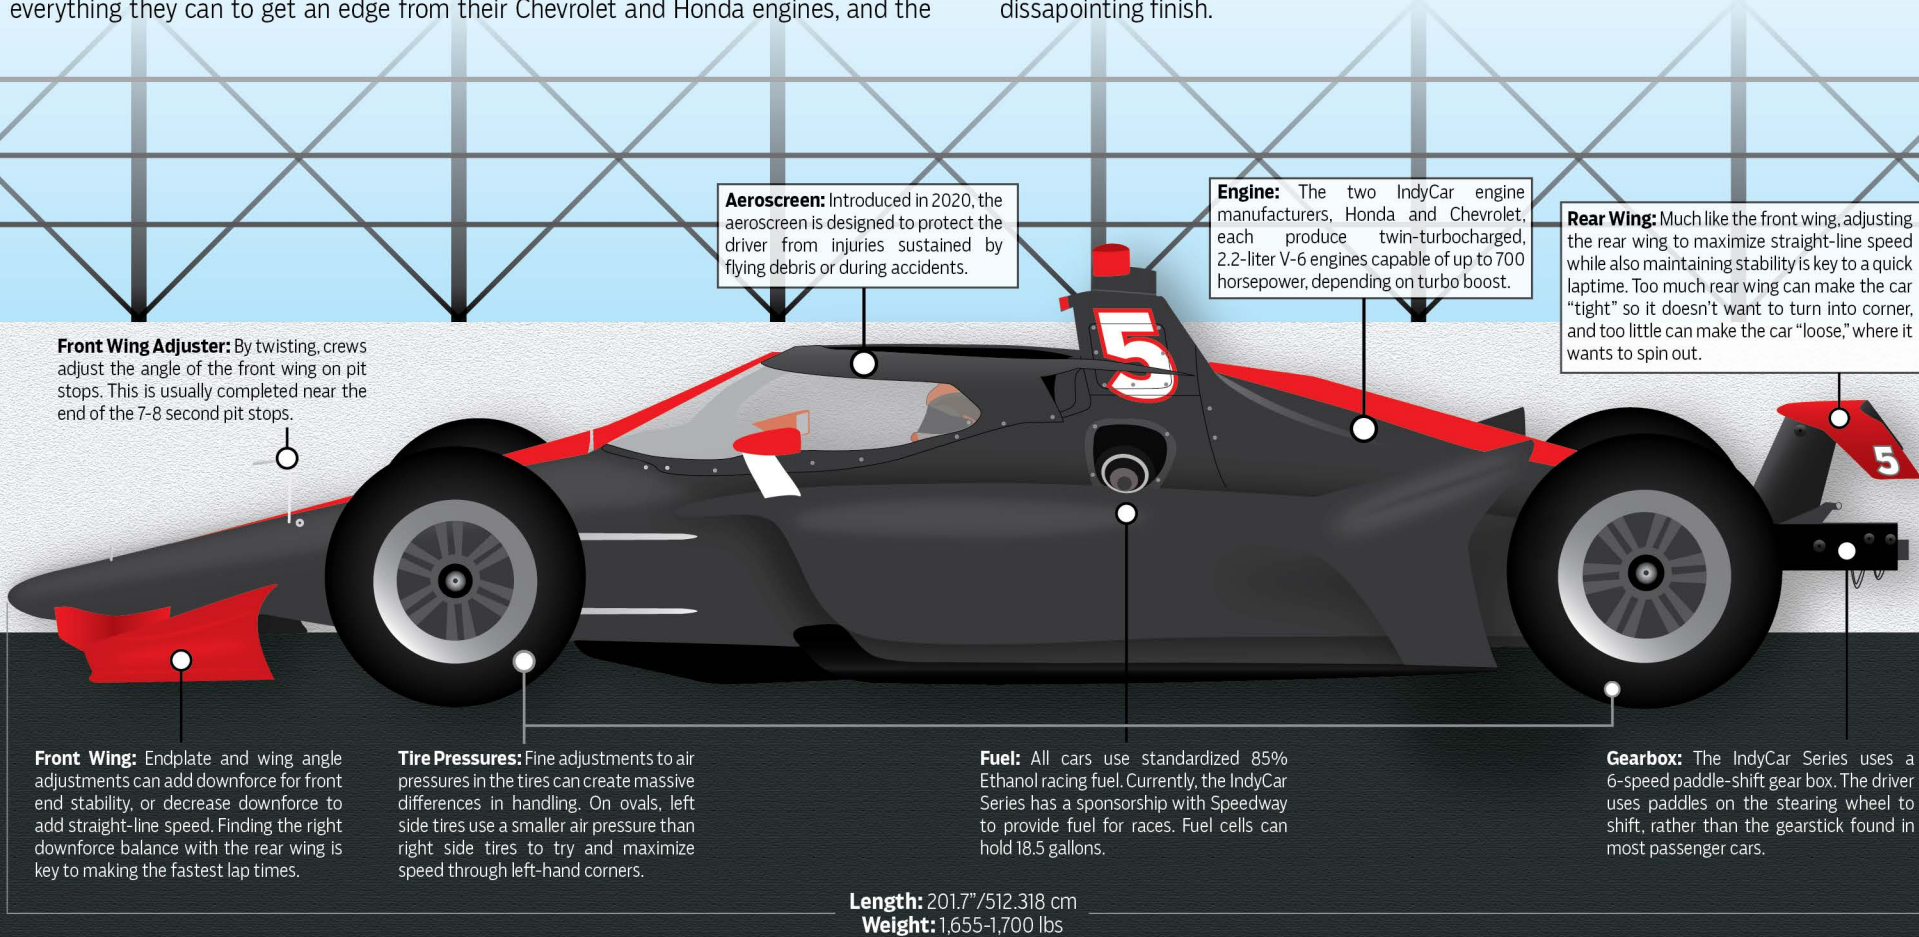 everything they can to get an edge from their Chevrolet and Honda engines, and the
dissapointing finish.
Aeroscreen: Introduced in 2020, the
aeroscreen is designed to protect the
driver from injuries sustained by
flying debris or during accidents.
Engine: The two IndyCar engine
manufacturers, Honda and Chevrolet,
each produce twin-turbocharged,
2.2-liter V-6 engines capable of up to 700
horsepower, depending on turbo boost.
Rear Wing: Much like the front wing, adjusting
the rear wing to maximize straight-line speed
while also maintaining stability is key to a quick
laptime. Too much rear wing can make the car
“tight” so it doesn’t want to turn into corner,
and too little can make the car “loose,” where it
wants to spin out.
Front Wing Adjuster: By twisting, crews
adjust the angle of the front wing on pit
stops. This is usually completed near the
end of the 7-8 second pit stops.
5
5
Front Wing: Endplate and wing angle
adjustments can add downforce for front
end stability, or decrease downforce to
add straight-line speed. Finding the right
downforce balance with the rear wing is
key to making the fastest lap times.
Tire Pressures: Fine adjustments to air
pressures in the tires can create massive
differences in handling. On ovals, left
side tires use a smaller air pressure than
right side tires to try and maximize
speed through left-hand corners.
Fuel: All cars use standardized 85%
Ethanol racing fuel. Currently, the IndyCar
Series has a sponsorship with Speedway
to provide fuel for races. Fuel cells can
hold 18.5 gallons.
Gearbox: The IndyCar Series uses a
6-speed paddle-shift gear box. The driver
uses paddles on the stearing wheel to
shift, rather than the gearstick found in
most passenger cars.
Length: 201.7”/512.318 cm
Weight: 1,655-1,700 lbs